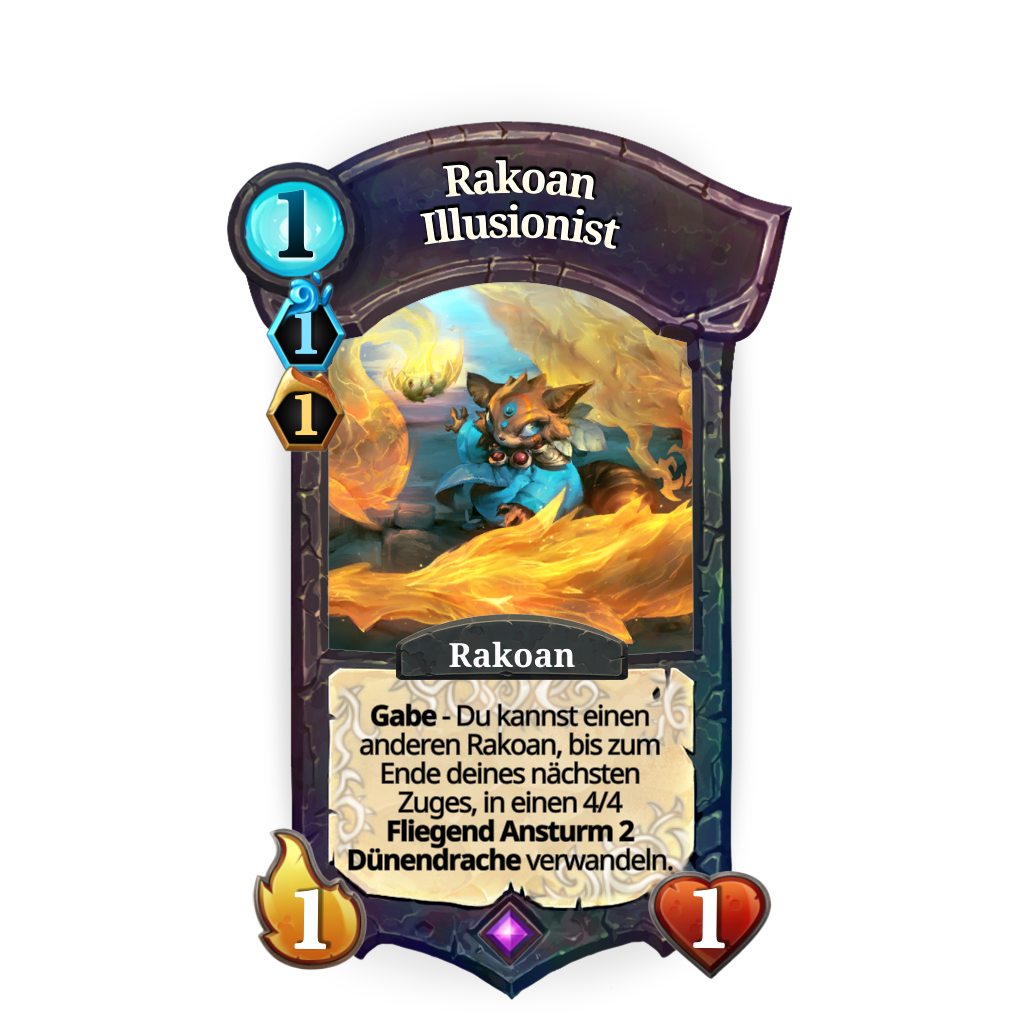 Rakoan
Illusionist
1
1
1
Rakoan
Gabe - Du kannst einen
anderen Rakoan, bis zum
Ende deines nächsten
Zuges, in einen 4/4
Fliegend Ansturm 2
Dünendrache verwandeln.
1
1